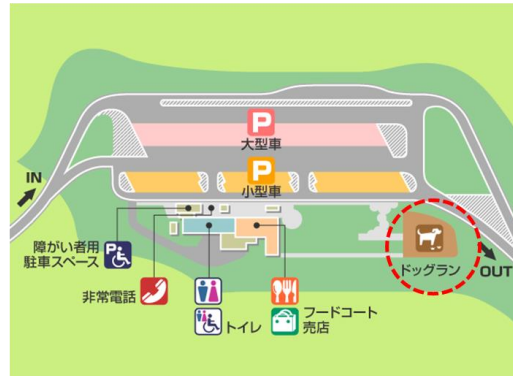 P
大型車
P
小型車
IN
障がい者用
駐車スペース
P
非常電話
トイレ
フードコート
売店
ドッグラン
OUT